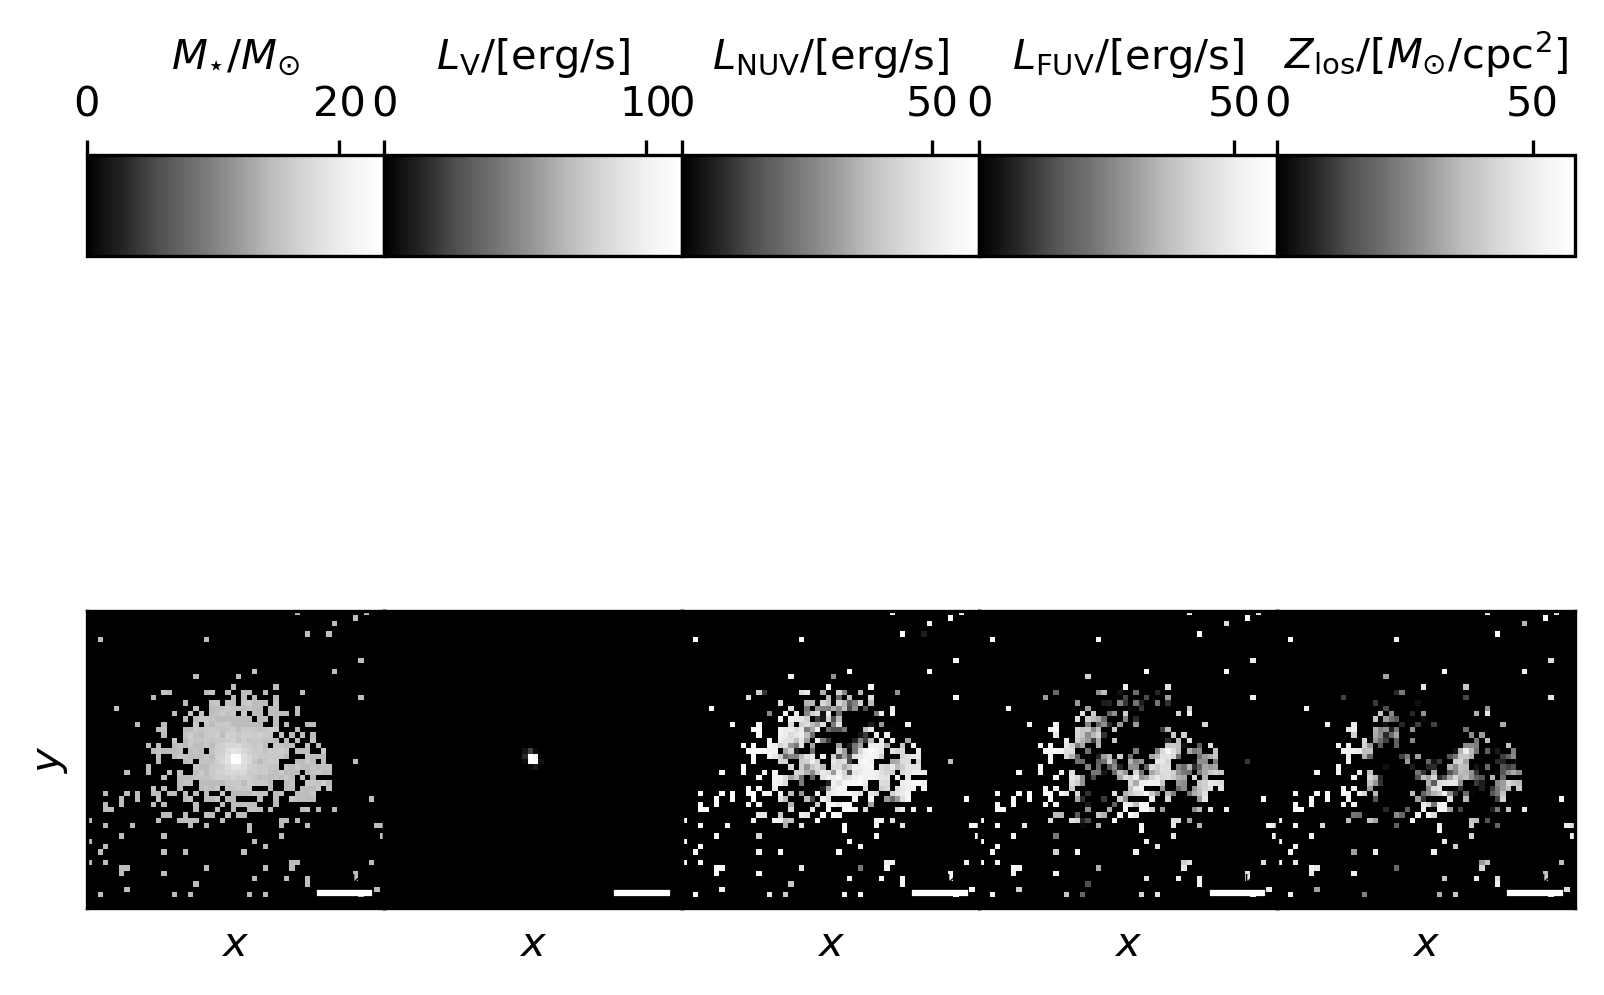 M⋆/M⊙ L_V/[erg/s] L_NUV/[erg/s] L_FUV/[erg/s] Z_los/[M⊙/cpc²]
0 20 0 100 0 50 0 50 0 50
y
x x x x x